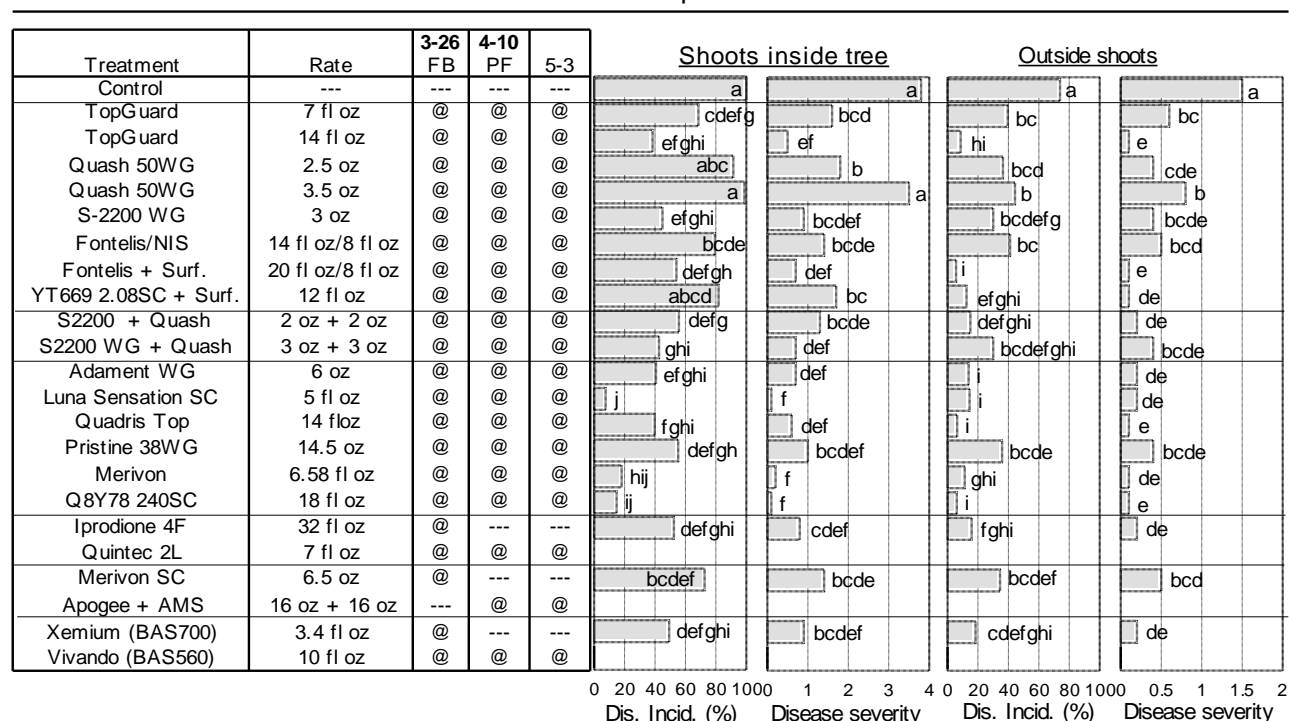 3-26 4-10
Treatment Rate FB PF 5-3 Shoots inside tree Outside shoots
Control --- --- --- --- a a a a
TopGuard 7 fl oz @ @ @ cdefg bcd bc bc
TopGuard 14 fl oz @ @ @ efghi ef hi e
Quash 50WG 2.5 oz @ @ @ abc b bcd cde
Quash 50WG 3.5 oz @ @ @ a a b b
S-2200 WG 3 oz @ @ @ efghi bcdef bcdefg bcde
Fontelis/NIS 14 fl oz/8 fl oz @ @ @ bcde bcde bc bcd
Fontelis + Surf. 20 fl oz/8 fl oz @ @ @ defgh def i e
YT669 2.08SC + Surf. 12 fl oz @ @ @ abcd bc efghi de
S2200 + Quash 2 oz + 2 oz @ @ @ defg bcde defghi de
S2200 WG + Quash 3 oz + 3 oz @ @ @ ghi def bcdefghi bcde
Adament WG 6 oz @ @ @ efghi def i de
Luna Sensation SC 5 fl oz @ @ @ j f i de
Quadris Top 14 floz @ @ @ fghi def i e
Pristine 38WG 14.5 oz @ @ @ defgh bcdef bcde bcde
Merivon 6.58 fl oz @ @ @ hij f ghi de
Q8Y78 240SC 18 fl oz @ @ @ ij f i e
Iprodione 4F 32 fl oz @ --- --- defghi cdef fghi de
Quintec 2L 7 fl oz @ @ @
Merivon SC 6.5 oz @ --- --- bcdef bcde bcdef bcd
Apogee + AMS 16 oz + 16 oz --- @ @
Xemium (BAS700) 3.4 fl oz @ --- --- defghi bcdef cdefghi de
Vivando (BAS560) 10 fl oz @ @ @
0 20 40 60 80 100 0 1 2 3 4 0 20 40 60 80 100 0 0.5 1 1.5 2
Dis. Incid. (%) Disease severity Dis. Incid. (%) Disease severity